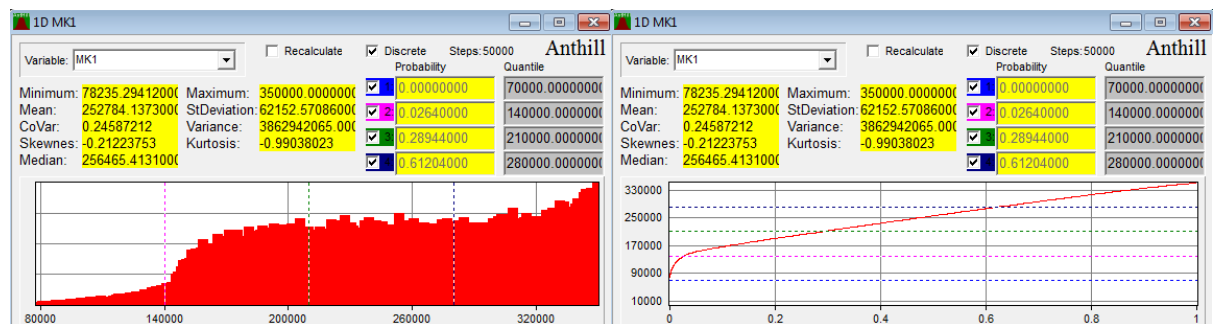 1D MK1
Variable: MK1 Recalculate Discrete Steps:50000 Anthill
Probability Quantile
Minimum: 78235.29412000 Maximum: 350000.0000000 1 0.00000000 70000.00000000
Mean: 252784.1373000 StDeviation: 62152.57086000 2 0.02640000 140000.0000000
CoVar: 0.24587212 Variance: 3862942065.000 3 0.28944000 210000.0000000
Skewnes: -0.21223753 Kurtosis: -0.99038023 4 0.61204000 280000.0000000
Median: 256465.4131000
80000 140000 200000 260000 320000
1D MK1
Variable: MK1 Recalculate Discrete Steps:50000 Anthill
Probability Quantile
Minimum: 78235.29412000 Maximum: 350000.0000000 1 0.00000000 70000.00000000
Mean: 252784.1373000 StDeviation: 62152.57086000 2 0.02640000 140000.0000000
CoVar: 0.24587212 Variance: 3862942065.000 3 0.28944000 210000.0000000
Skewnes: -0.21223753 Kurtosis: -0.99038023 4 0.61204000 280000.0000000
Median: 256465.4131000
330000
250000
170000
90000
10000
0 0.2 0.4 0.6 0.8 1